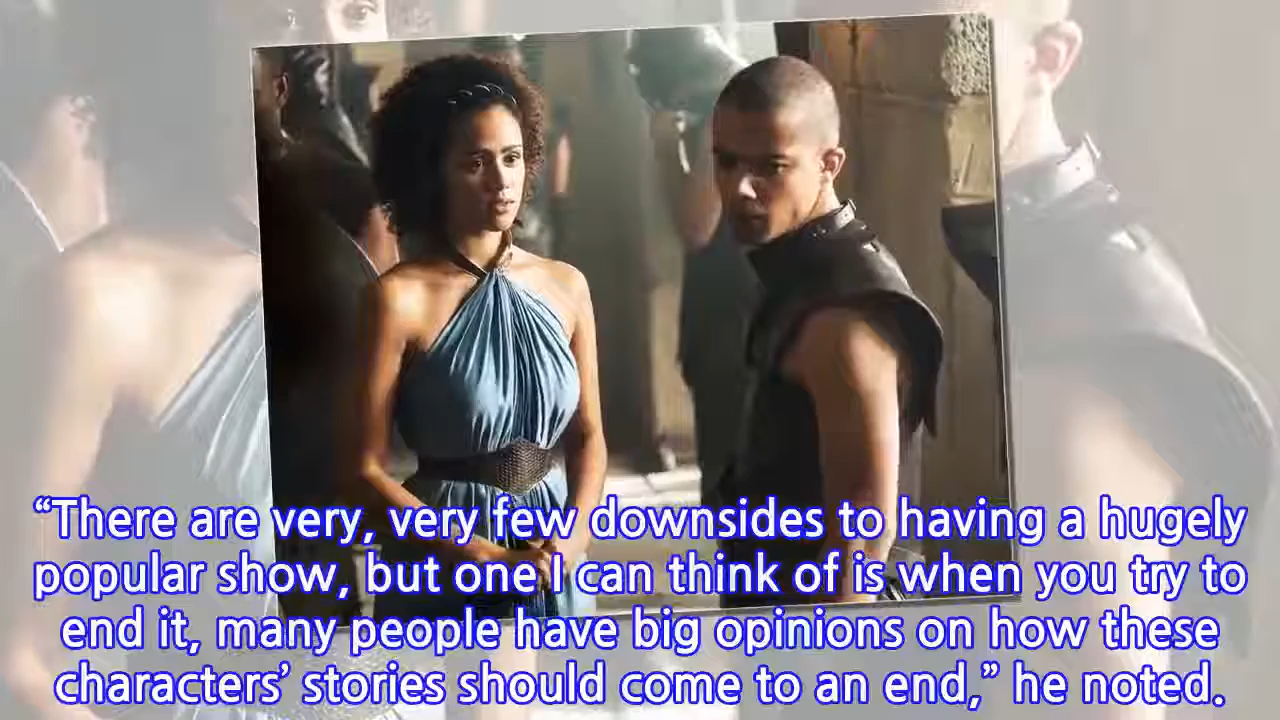 “There are very, very few downsides to having a hugely
popular show, but one I can think of is when you try to
end it, many people have big opinions on how these
characters’ stories should come to an end,” he noted.